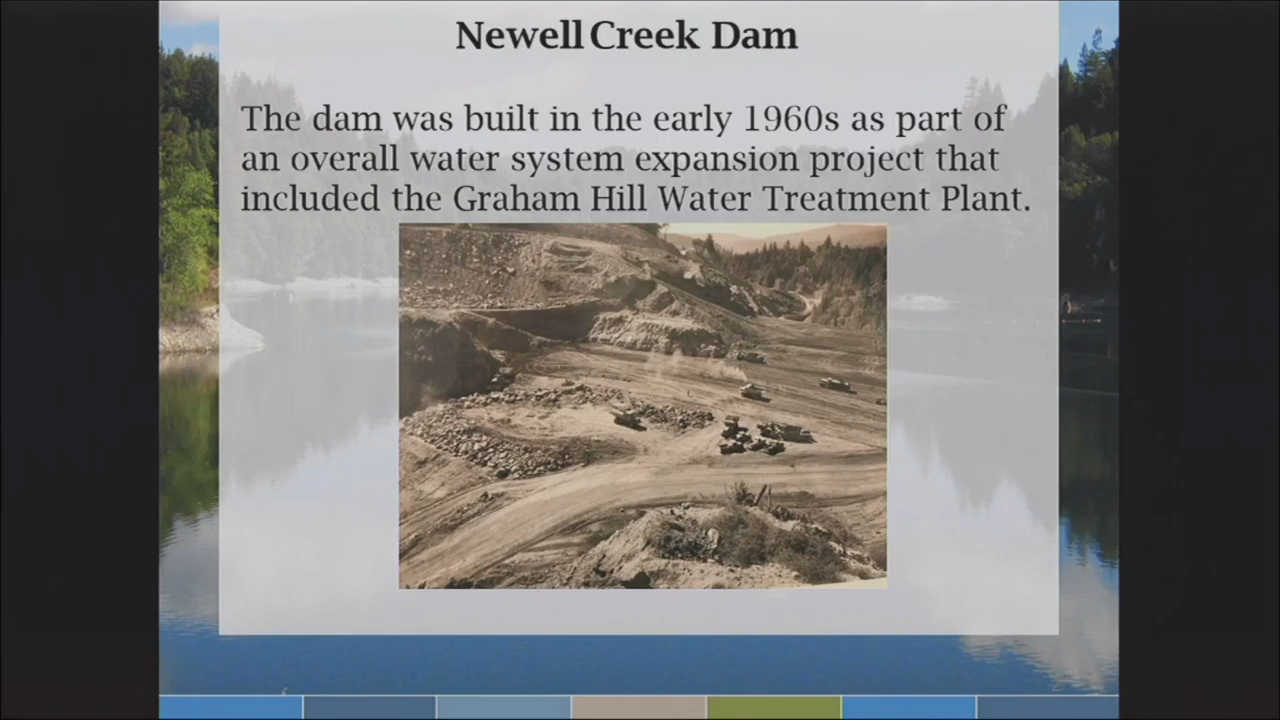 Newell Creek Dam
The dam was built in the early 1960s as part of
an overall water system expansion project that
included the Graham Hill Water Treatment Plant.